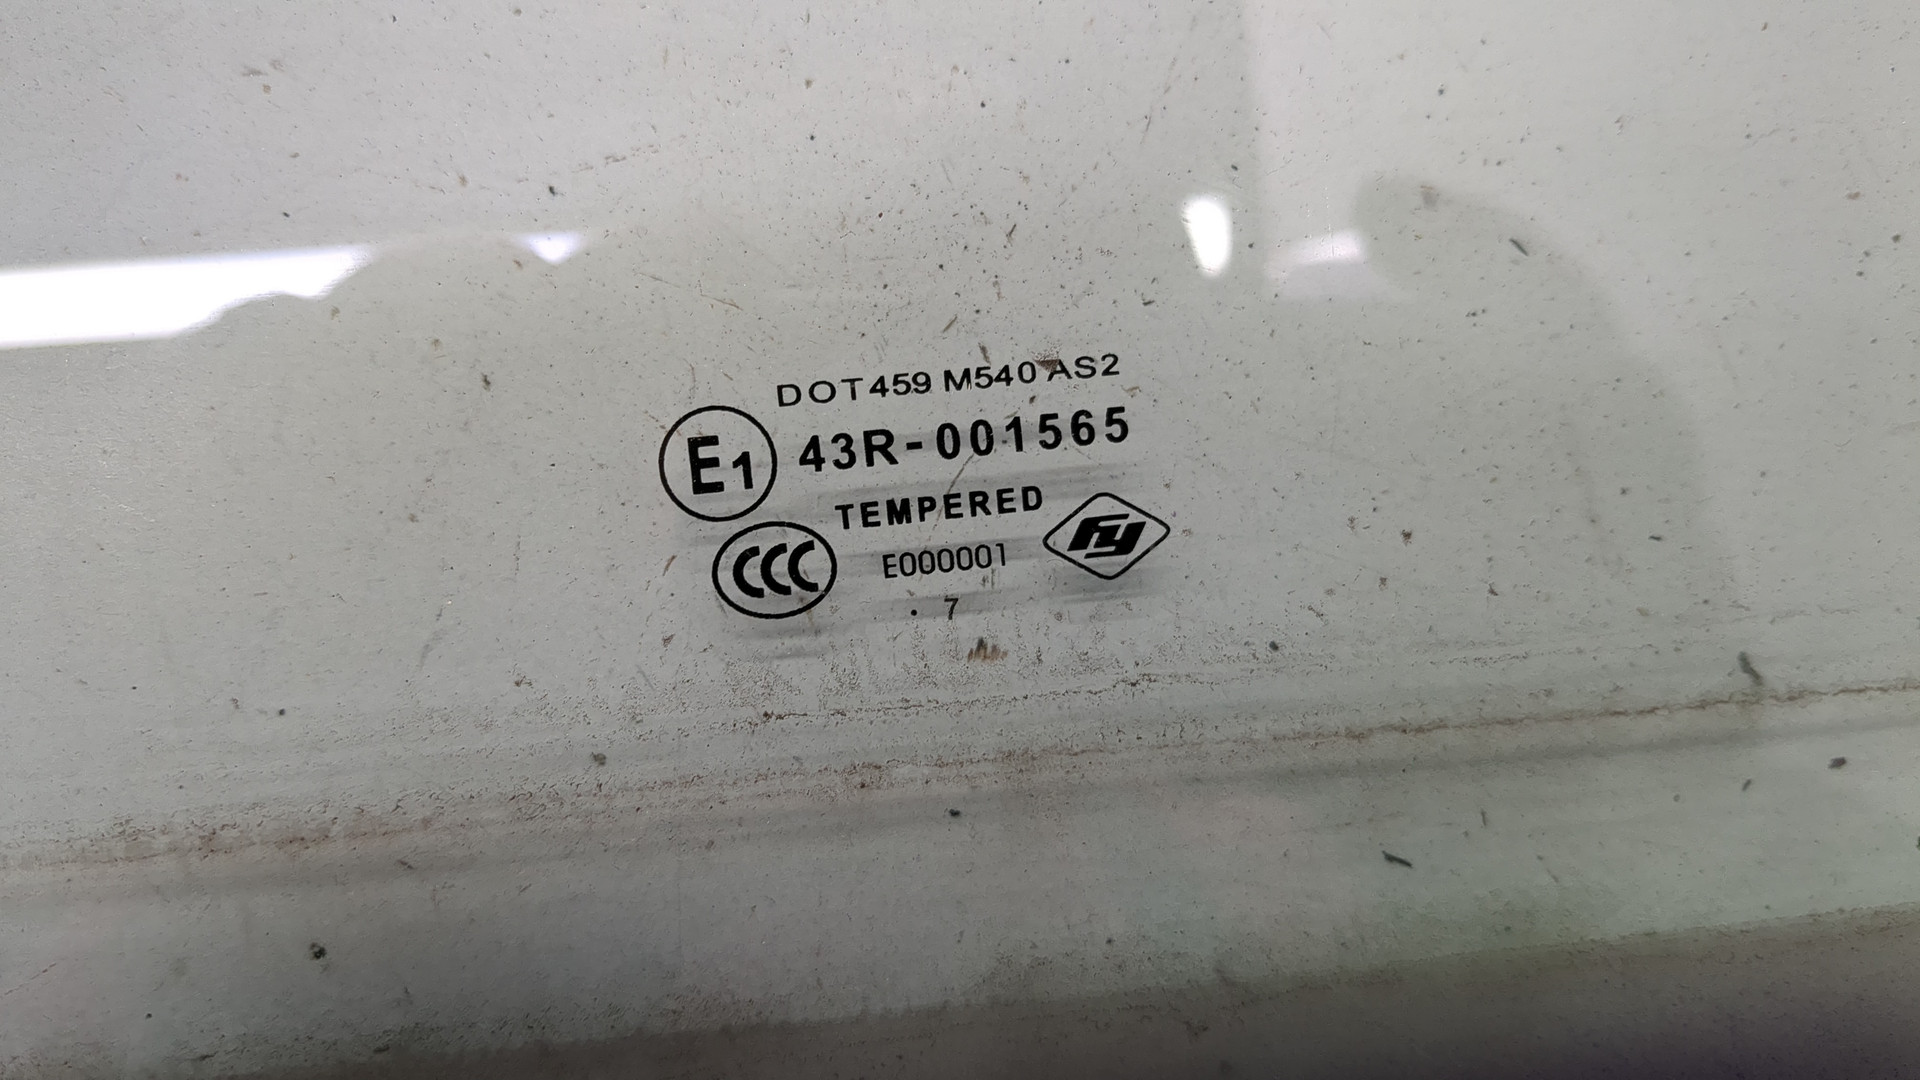 DOT459 M540 AS2
E1 43R-001565
TEMPERED
CCC E000001 FY
. 7